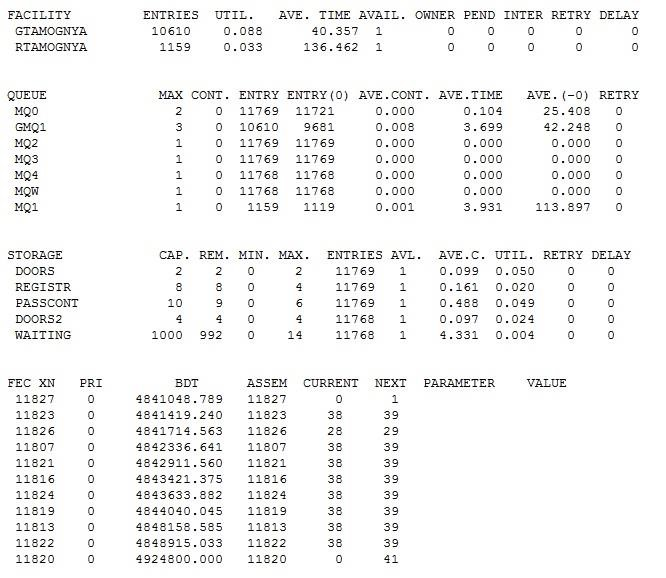 FACILITY ENTRIES UTIL. AVE. TIME AVAIL. OWNER PEND INTER RETRY DELAY
GTAMOGNYA 10610 0.088 40.357 1 0 0 0 0 0
RTAMOGNYA 1159 0.033 136.462 1 0 0 0 0 0
QUEUE MAX CONT. ENTRY ENTRY(0) AVE.CONT. AVE.TIME AVE.(-0) RETRY
MQ0 2 0 11769 11721 0.000 0.104 25.408 0
GMQ1 3 0 10610 9681 0.008 3.699 42.248 0
MQ2 1 0 11769 11769 0.000 0.000 0.000 0
MQ3 1 0 11769 11769 0.000 0.000 0.000 0
MQ4 1 0 11768 11768 0.000 0.000 0.000 0
MQW 1 0 11768 11768 0.000 0.000 0.000 0
MQ1 1 0 1159 1119 0.001 3.931 113.897 0
STORAGE CAP. REM. MIN. MAX. ENTRIES AVL. AVE.C. UTIL. RETRY DELAY
DOORS 2 2 0 2 11769 1 0.099 0.050 0 0
REGISTR 8 8 0 4 11769 1 0.161 0.020 0 0
PASSCONT 10 9 0 6 11769 1 0.488 0.049 0 0
DOORS2 4 4 0 4 11768 1 0.097 0.024 0 0
WAITING 1000 992 0 14 11768 1 4.331 0.004 0 0
FEC XN PRI BDT ASSEM CURRENT NEXT PARAMETER VALUE
11827 0 4841048.789 11827 0 1
11823 0 4841419.240 11823 38 39
11826 0 4841714.563 11826 28 29
11807 0 4842336.641 11807 38 39
11821 0 4842911.560 11821 38 39
11816 0 4843421.375 11816 38 39
11824 0 4843633.882 11824 38 39
11819 0 4844040.045 11819 38 39
11813 0 4848158.585 11813 38 39
11822 0 4848915.033 11822 38 39
11820 0 4924800.000 11820 0 41